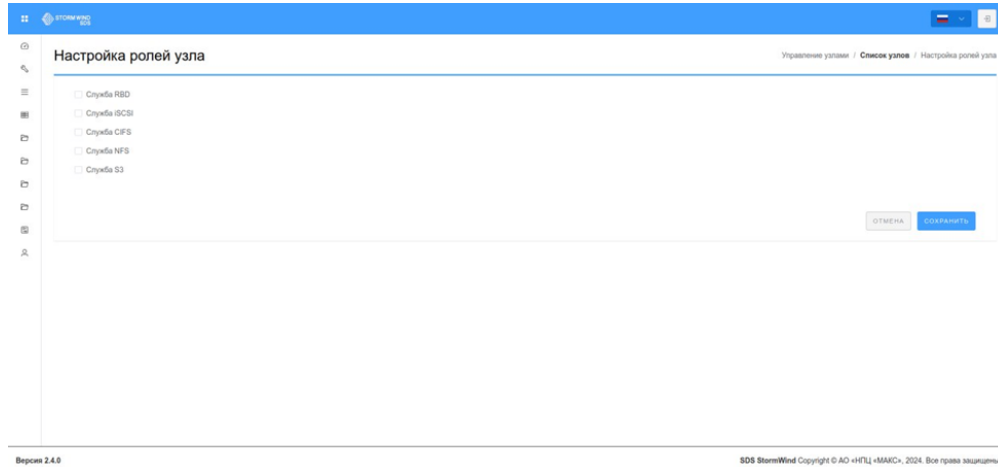 STORMWIND
SDS
Настройка ролей узла
Управление узлами / Список узлов / Настройка ролей узла
Служба RBD
Служба iSCSI
Служба CIFS
Служба NFS
Служба S3
ОТМЕНА СОХРАНИТЬ
Версия 2.4.0
SDS StormWind Copyright © АО «НПЦ «МАКС», 2024. Все права защищены